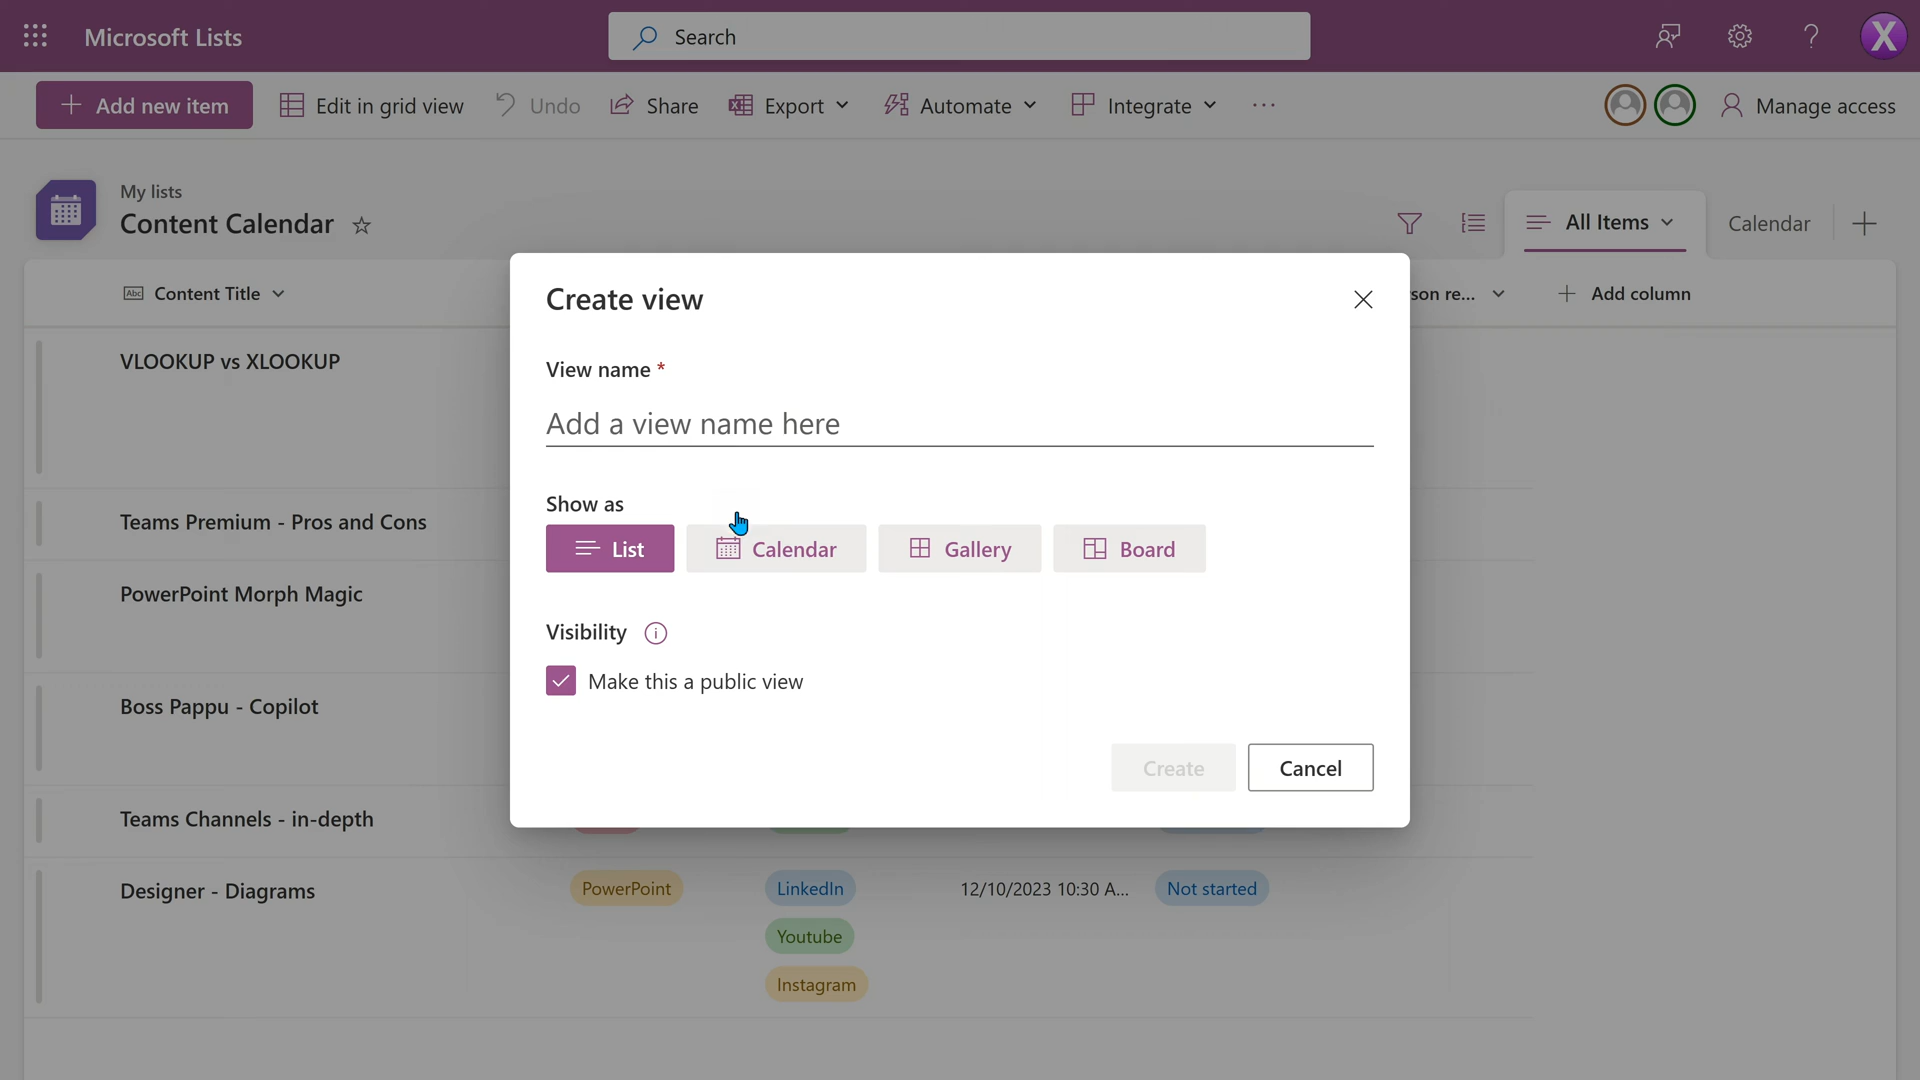 Microsoft Lists
Search
X
Add new item
Edit in grid view
Undo
Share
Export
Automate
Integrate
Manage access
My lists
Content Calendar
All Items
Calendar
Abc Content Title
son re...
Add column
Create view
View name *
Add a view name here
Show as
List
Calendar
Gallery
Board
Visibility
Make this a public view
Create
Cancel
VLOOKUP vs XLOOKUP
Teams Premium - Pros and Cons
PowerPoint Morph Magic
Boss Pappu - Copilot
Teams Channels - in-depth
Designer - Diagrams
PowerPoint
LinkedIn
12/10/2023 10:30 A...
Not started
Youtube
Instagram